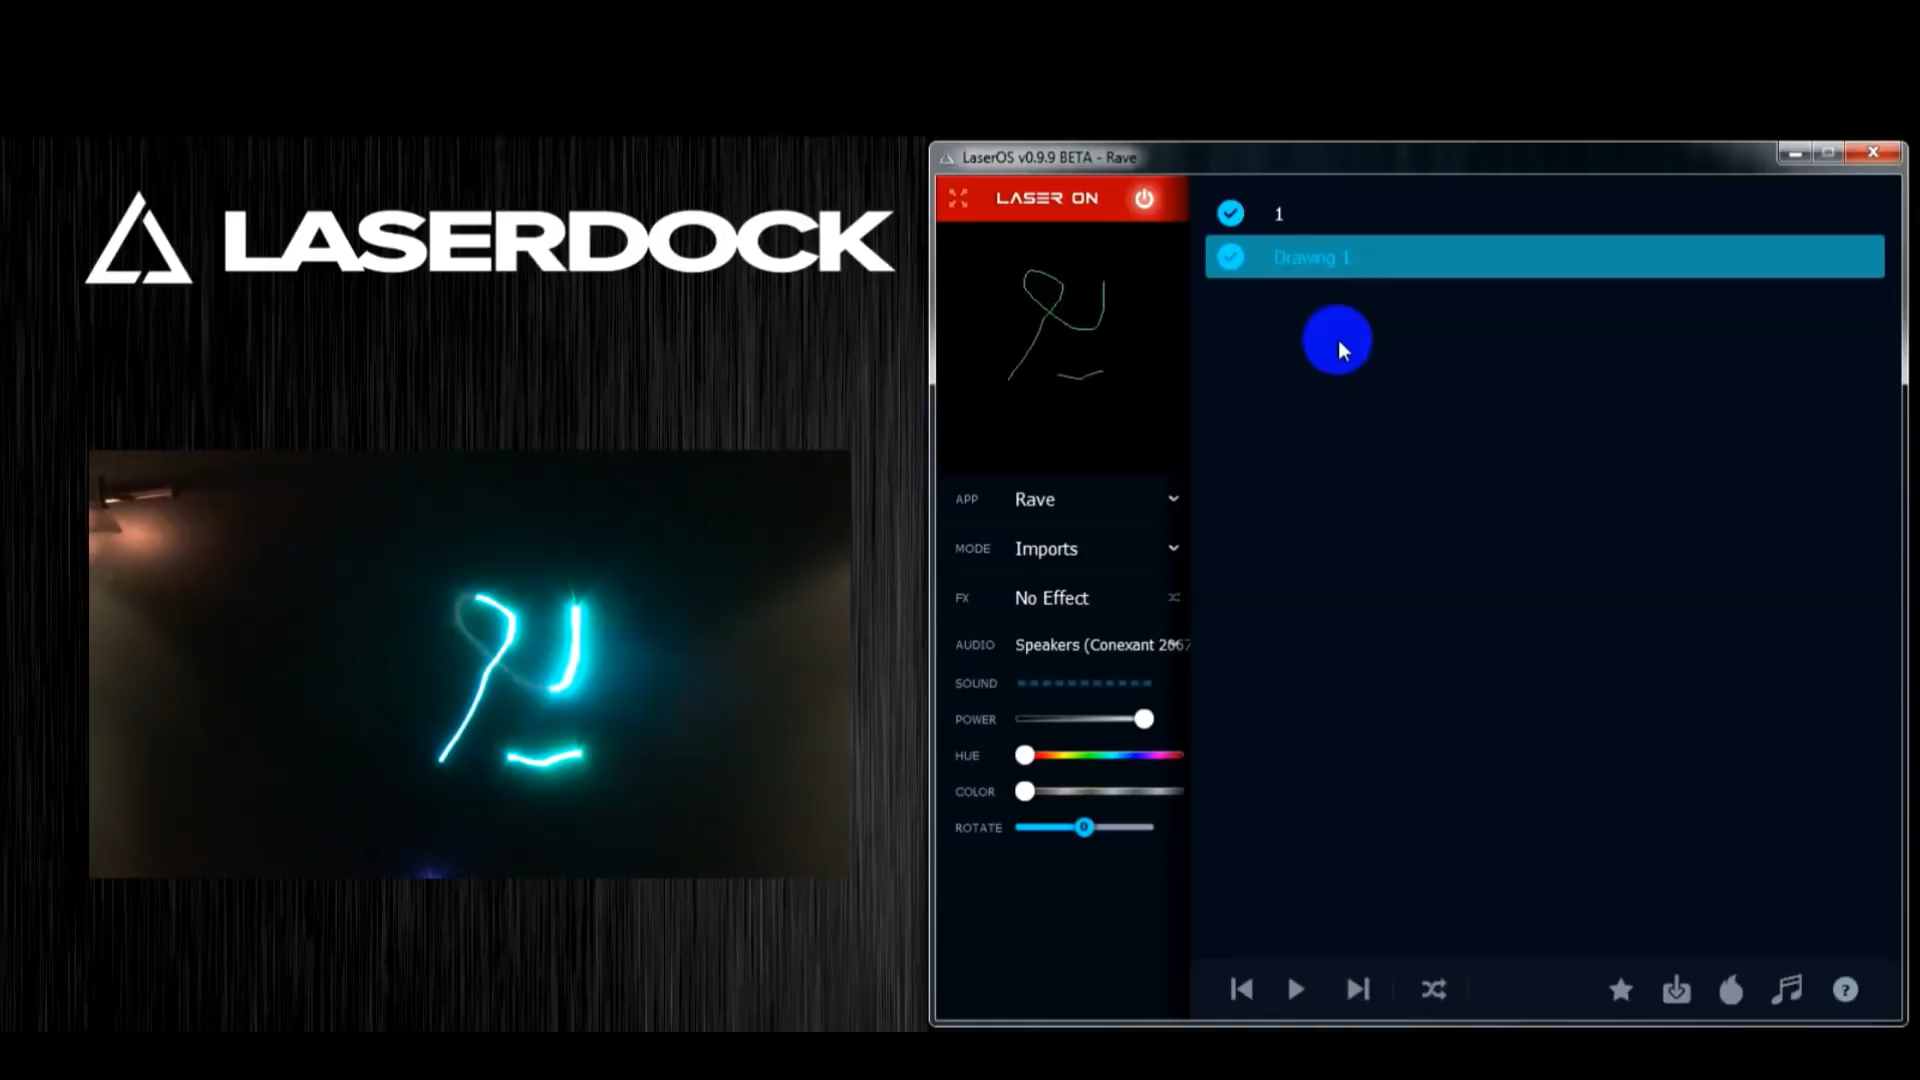 LASERDOCK
LaserOS v0.9.9 BETA - Rave
LASER ON
1
Drawing 1
APP Rave
MODE Imports
FX No Effect
AUDIO Speakers (Conexant 2067
SOUND
POWER
HUE
COLOR
ROTATE 0
?